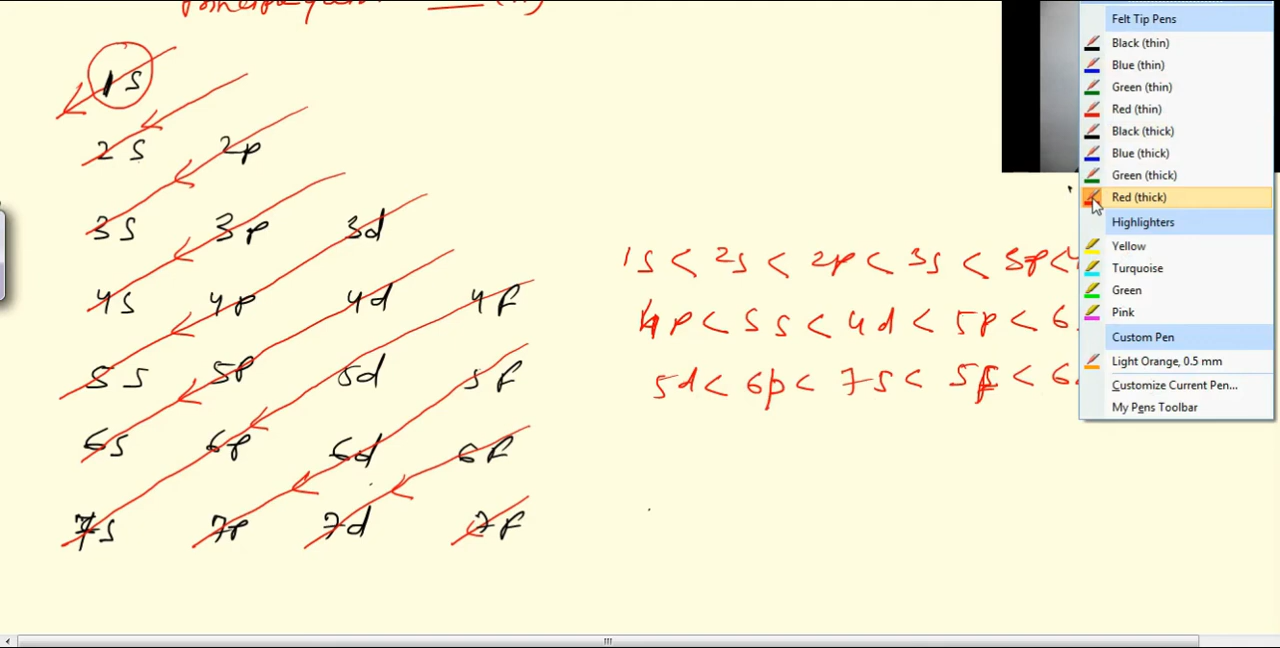 (n)
1s
2s 2p
3s 3p 3d
4s 4p 4d 4f
5s 5p 5d 5f
6s 6p 6d 6f
7s 7p 7d 7f
1s < 2s < 2p < 3s < 3p < 4
4p < 5s < 4d < 5p < 6
5d < 6p < 7s < 5f < 6
Felt Tip Pens
Black (thin)
Blue (thin)
Green (thin)
Red (thin)
Black (thick)
Blue (thick)
Green (thick)
Red (thick)
Highlighters
Yellow
Turquoise
Green
Pink
Custom Pen
Light Orange, 0.5 mm
Customize Current Pen...
My Pens Toolbar